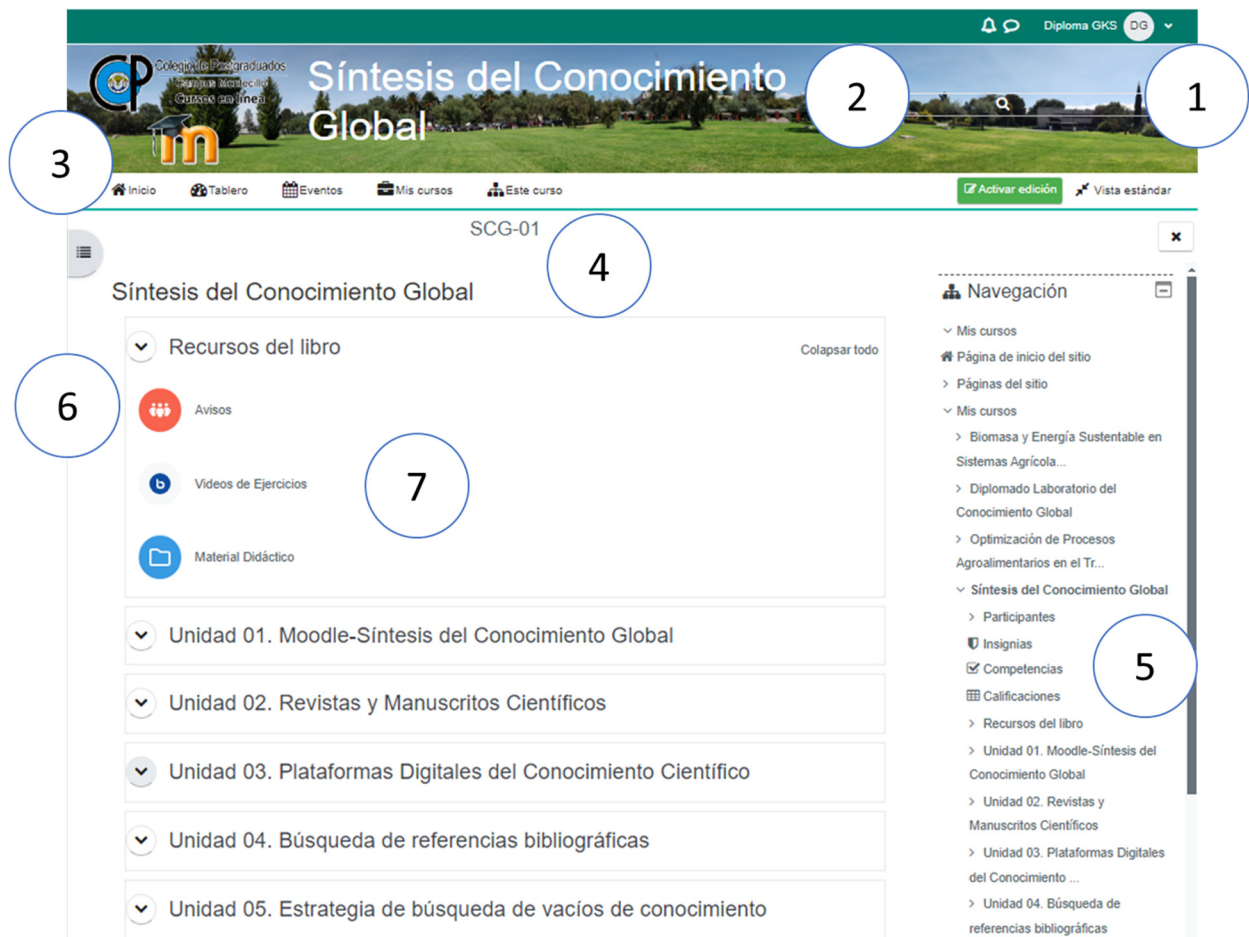 Diploma GKS DG
Colegio de Postgraduados
Campus Montecillo
Cursos en línea
CP
m
Síntesis del Conocimiento
Global
2
1
3
Inicio
Tablero
Eventos
Mis cursos
Este curso
Activar edición
Vista estándar
SCG-01
4
Síntesis del Conocimiento Global
Recursos del libro
Colapsar todo
6
Avisos
Videos de Ejercicios
b
7
Material Didáctico
Unidad 01. Moodle-Síntesis del Conocimiento Global
Unidad 02. Revistas y Manuscritos Científicos
Unidad 03. Plataformas Digitales del Conocimiento Científico
Unidad 04. Búsqueda de referencias bibliográficas
Unidad 05. Estrategia de búsqueda de vacíos de conocimiento
Navegación
Mis cursos
Página de inicio del sitio
Páginas del sitio
Mis cursos
Biomasa y Energía Sustentable en
Sistemas Agrícola...
Diplomado Laboratorio del
Conocimiento Global
Optimización de Procesos
Agroalimentarios en el Tr...
Síntesis del Conocimiento Global
Participantes
Insignias
Competencias
5
Calificaciones
Recursos del libro
Unidad 01. Moodle-Síntesis del
Conocimiento Global
Unidad 02. Revistas y
Manuscritos Científicos
Unidad 03. Plataformas Digitales
del Conocimiento ...
Unidad 04. Búsqueda de
referencias bibliográficas